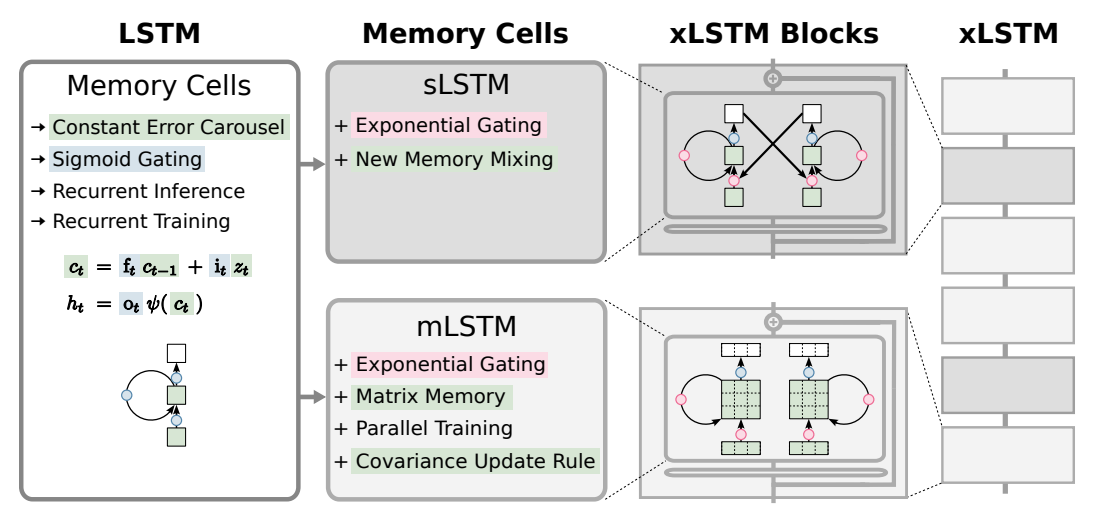 LSTM
Memory Cells
→ Constant Error Carousel
→ Sigmoid Gating
→ Recurrent Inference
→ Recurrent Training
c_t = f_t c_{t−1} + i_t z_t
h_t = o_t ψ( c_t )
Memory Cells
sLSTM
+ Exponential Gating
+ New Memory Mixing
mLSTM
+ Exponential Gating
+ Matrix Memory
+ Parallel Training
+ Covariance Update Rule
xLSTM Blocks
+
+
xLSTM